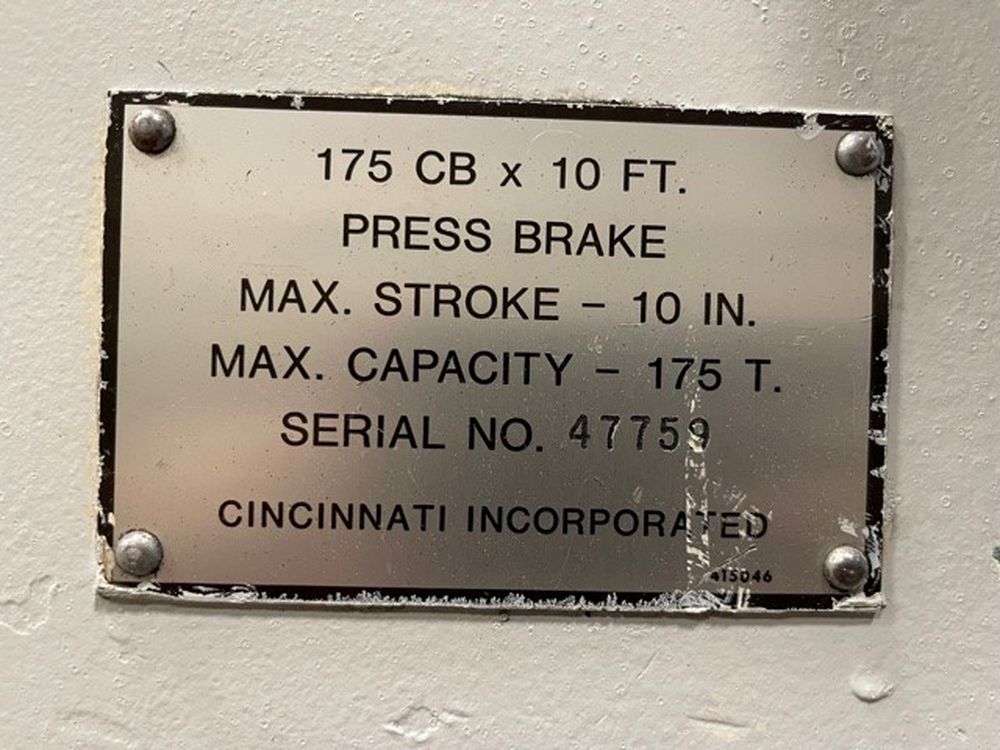 175 CB x 10 FT.
PRESS BRAKE
MAX. STROKE - 10 IN.
MAX. CAPACITY - 175 T.
SERIAL NO. 47759
CINCINNATI INCORPORATED
415046